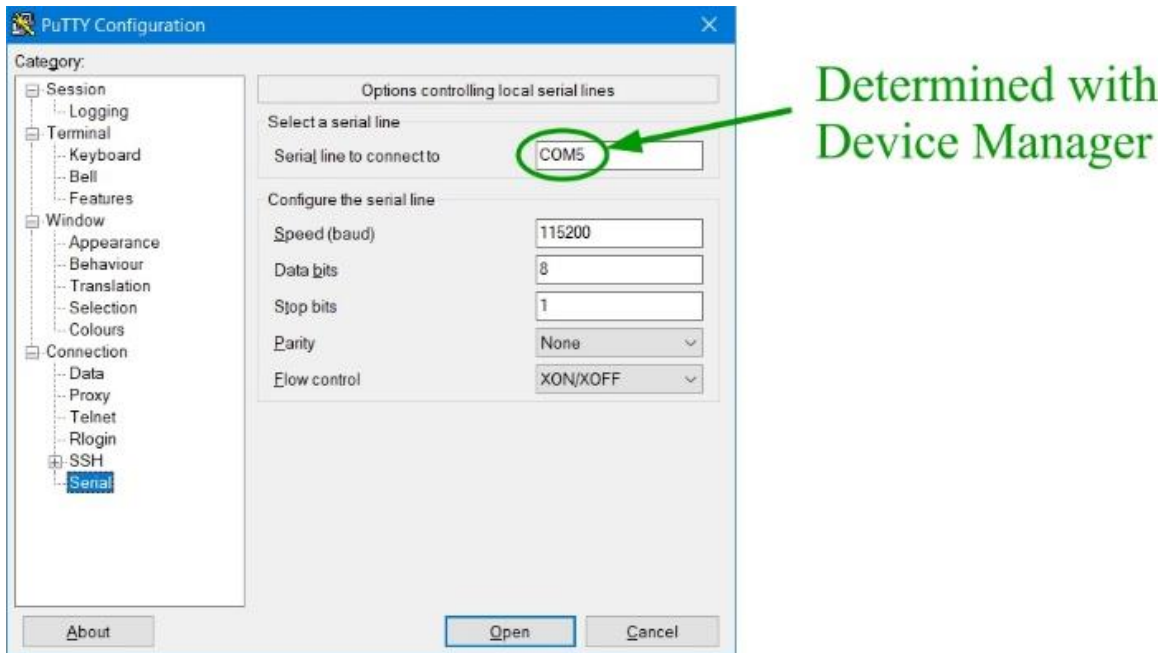 PuTTY Configuration
Category:
Session
Logging
Terminal
Keyboard
Bell
Features
Window
Appearance
Behaviour
Translation
Selection
Colours
Connection
Data
Proxy
Telnet
Rlogin
SSH
Serial
Options controlling local serial lines
Select a serial line
Serial line to connect to
COM5
Configure the serial line
Speed (baud)
115200
Data bits
8
Stop bits
1
Parity
None
Flow control
XON/XOFF
About
Open
Cancel
Determined with
Device Manager